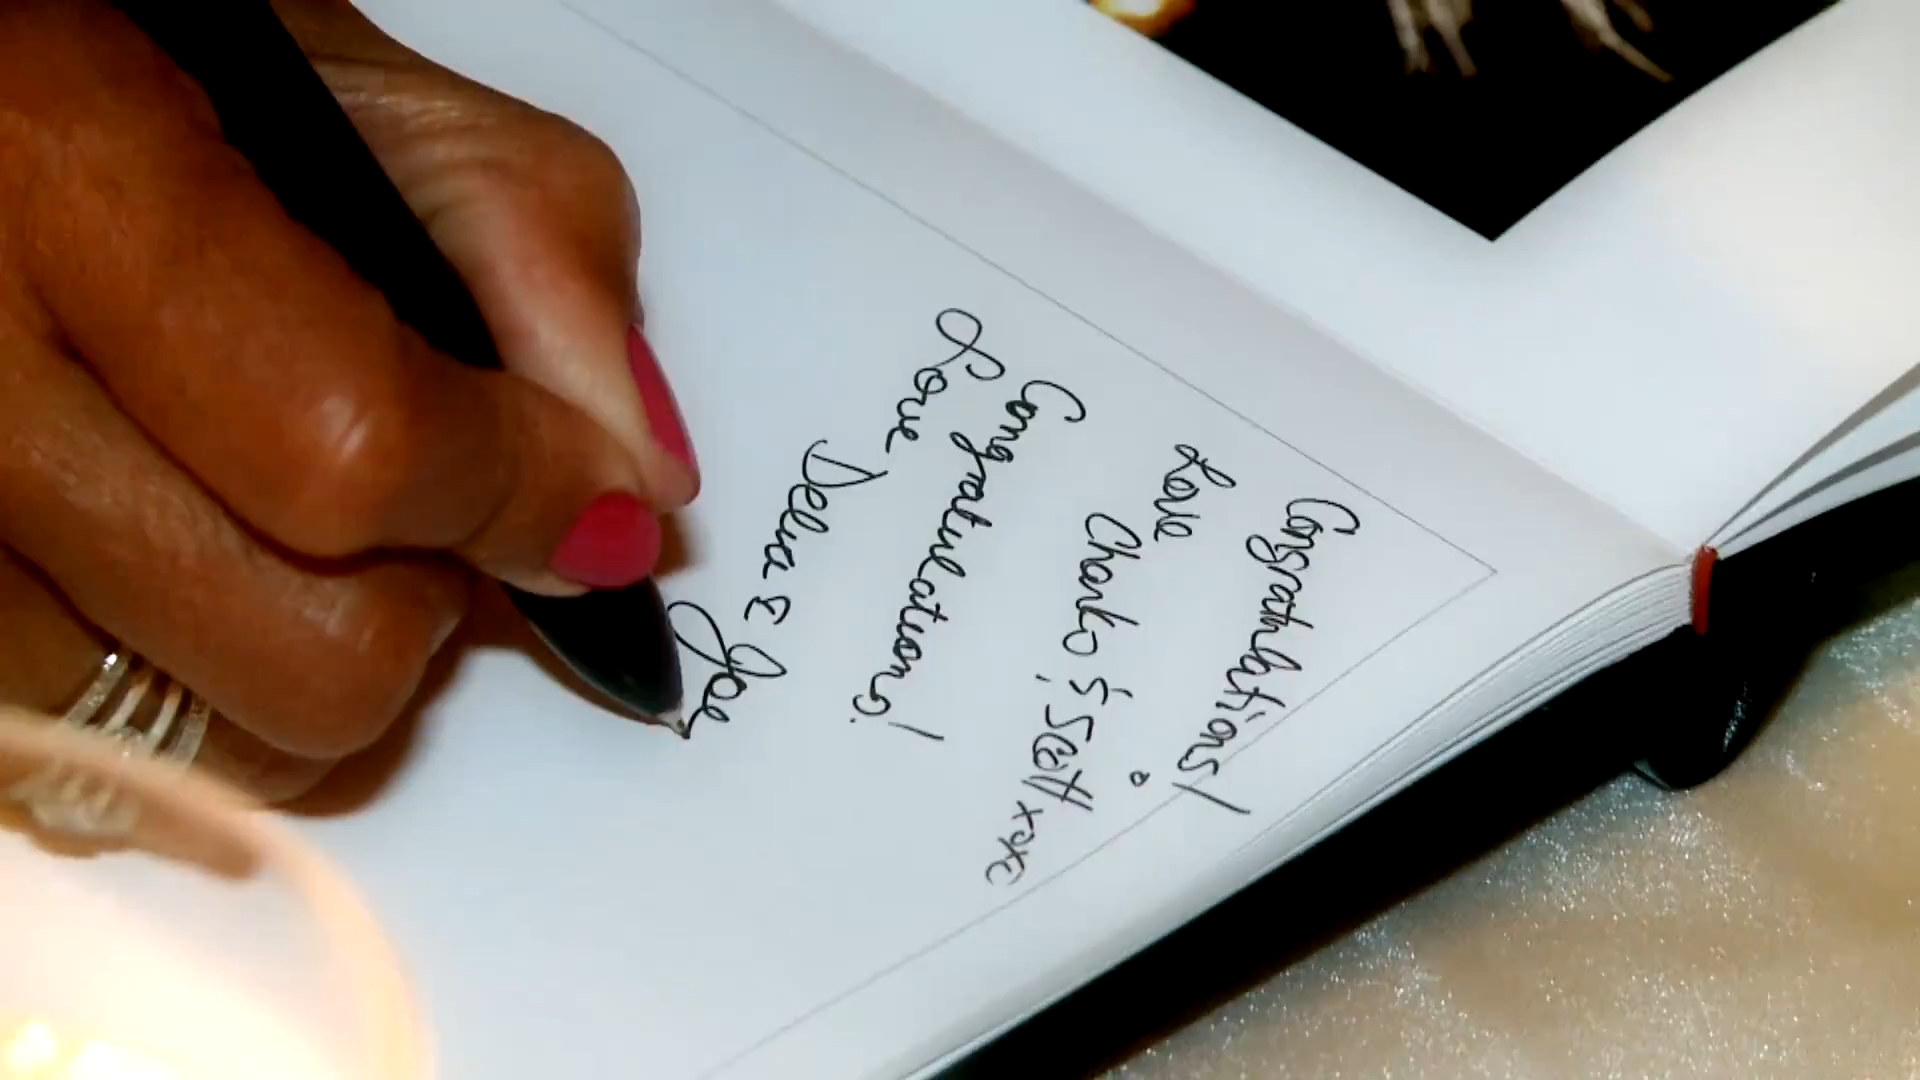 Congratulations!
Love
Charlo & Scott xxx
Congratulations!
Love
Delia & Joe